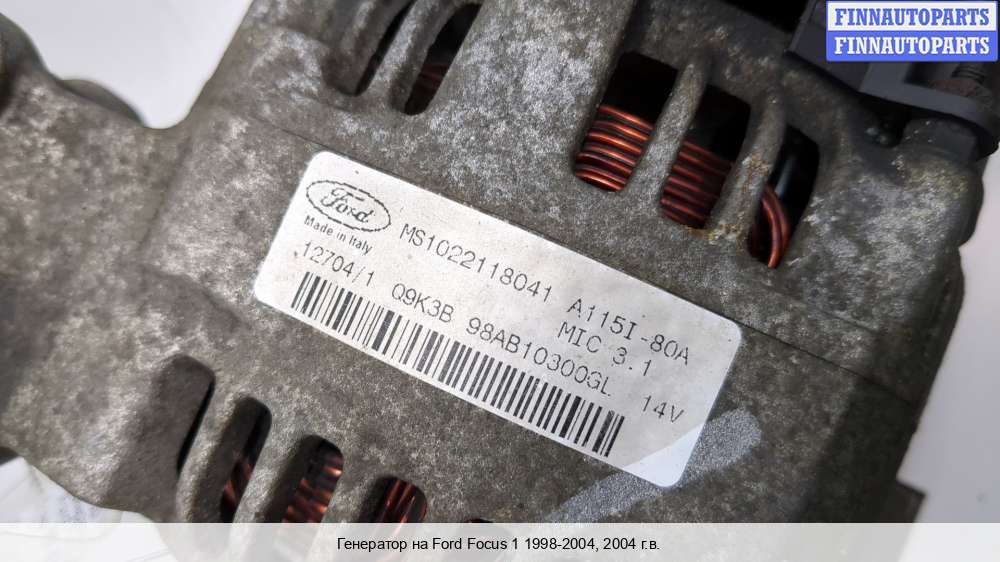 FINNAUTOPARTS
FINNAUTOPARTS
Ford
Made in Italy
MS1022118041 A115I-80A
MIC 3.1
12704/1 Q9K3B 98AB10300GL 14V
Генератор на Ford Focus 1 1998-2004, 2004 г.в.